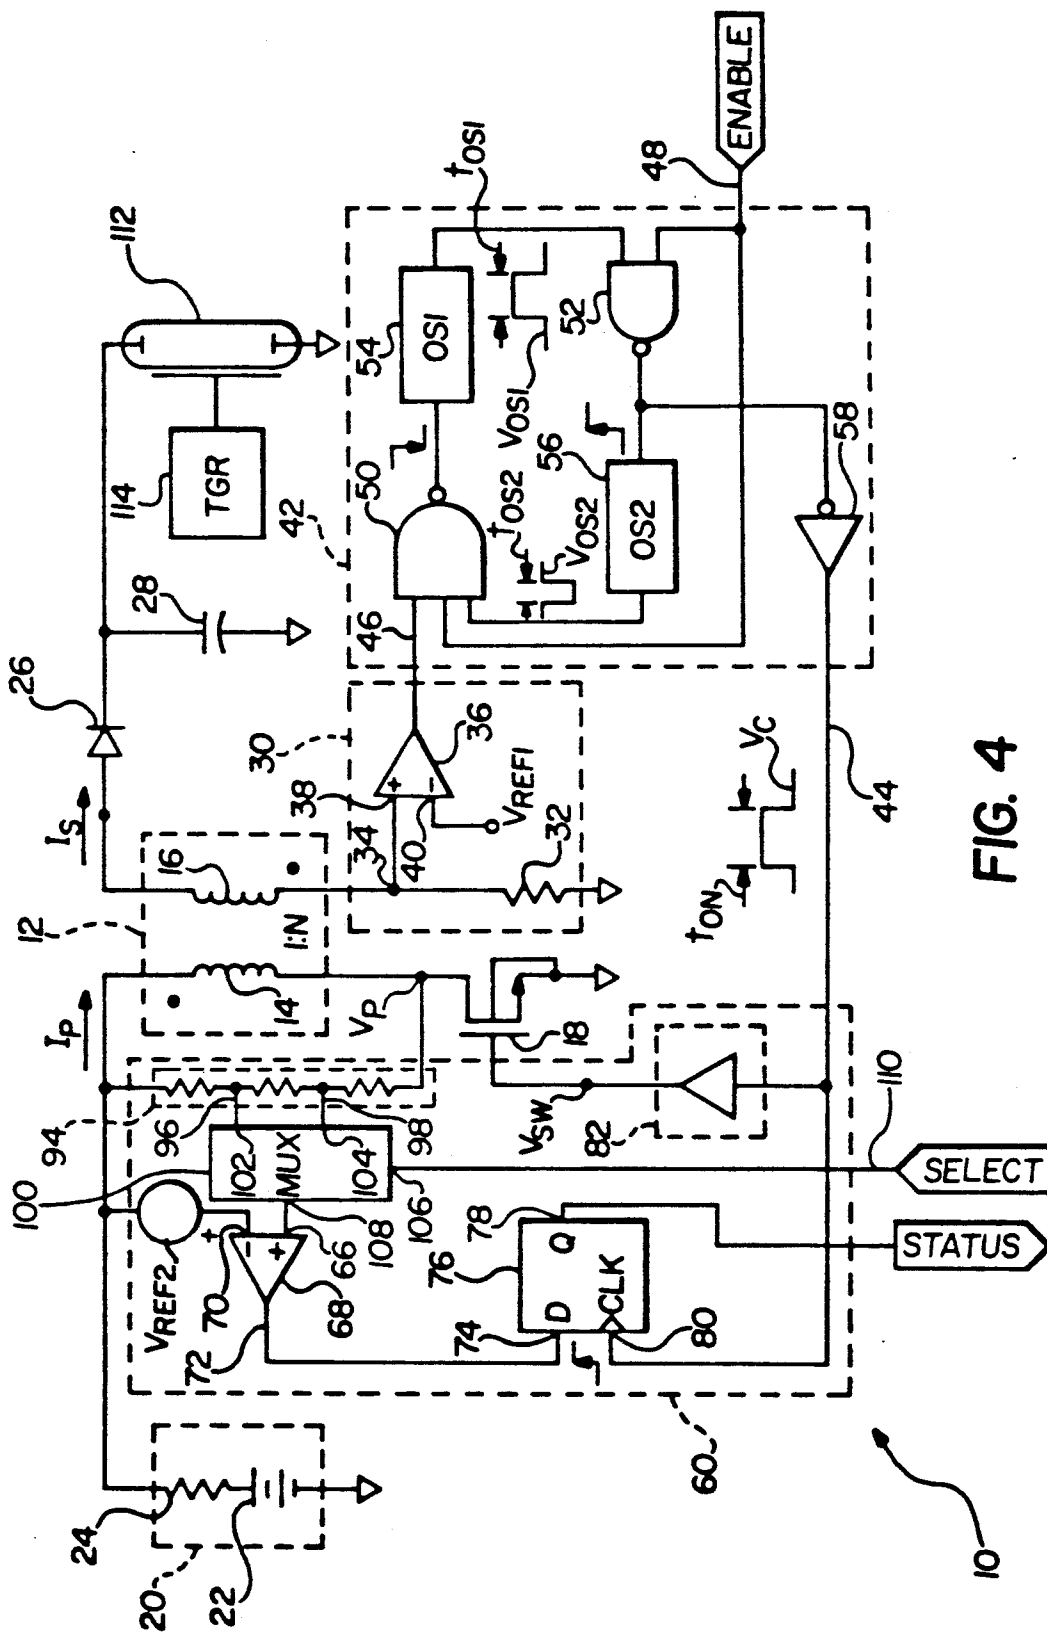 20
22
24
10
60
72
VREF2
70
+
−
+
66
68
108
100
94
96
98
102
MUX
104
106
74
76
78
D
Q
CLK
80
STATUS
SELECT
110
82
VSW
18
VP
IP
12
14
16
1:N
IS
26
28
30
34
38
40
+
−
36
VREF1
32
tON
VC
44
42
46
50
114
TGR
112
54
OS1
tOS1
VOS1
tOS2
VOS2
56
OS2
52
58
48
ENABLE
FIG. 4